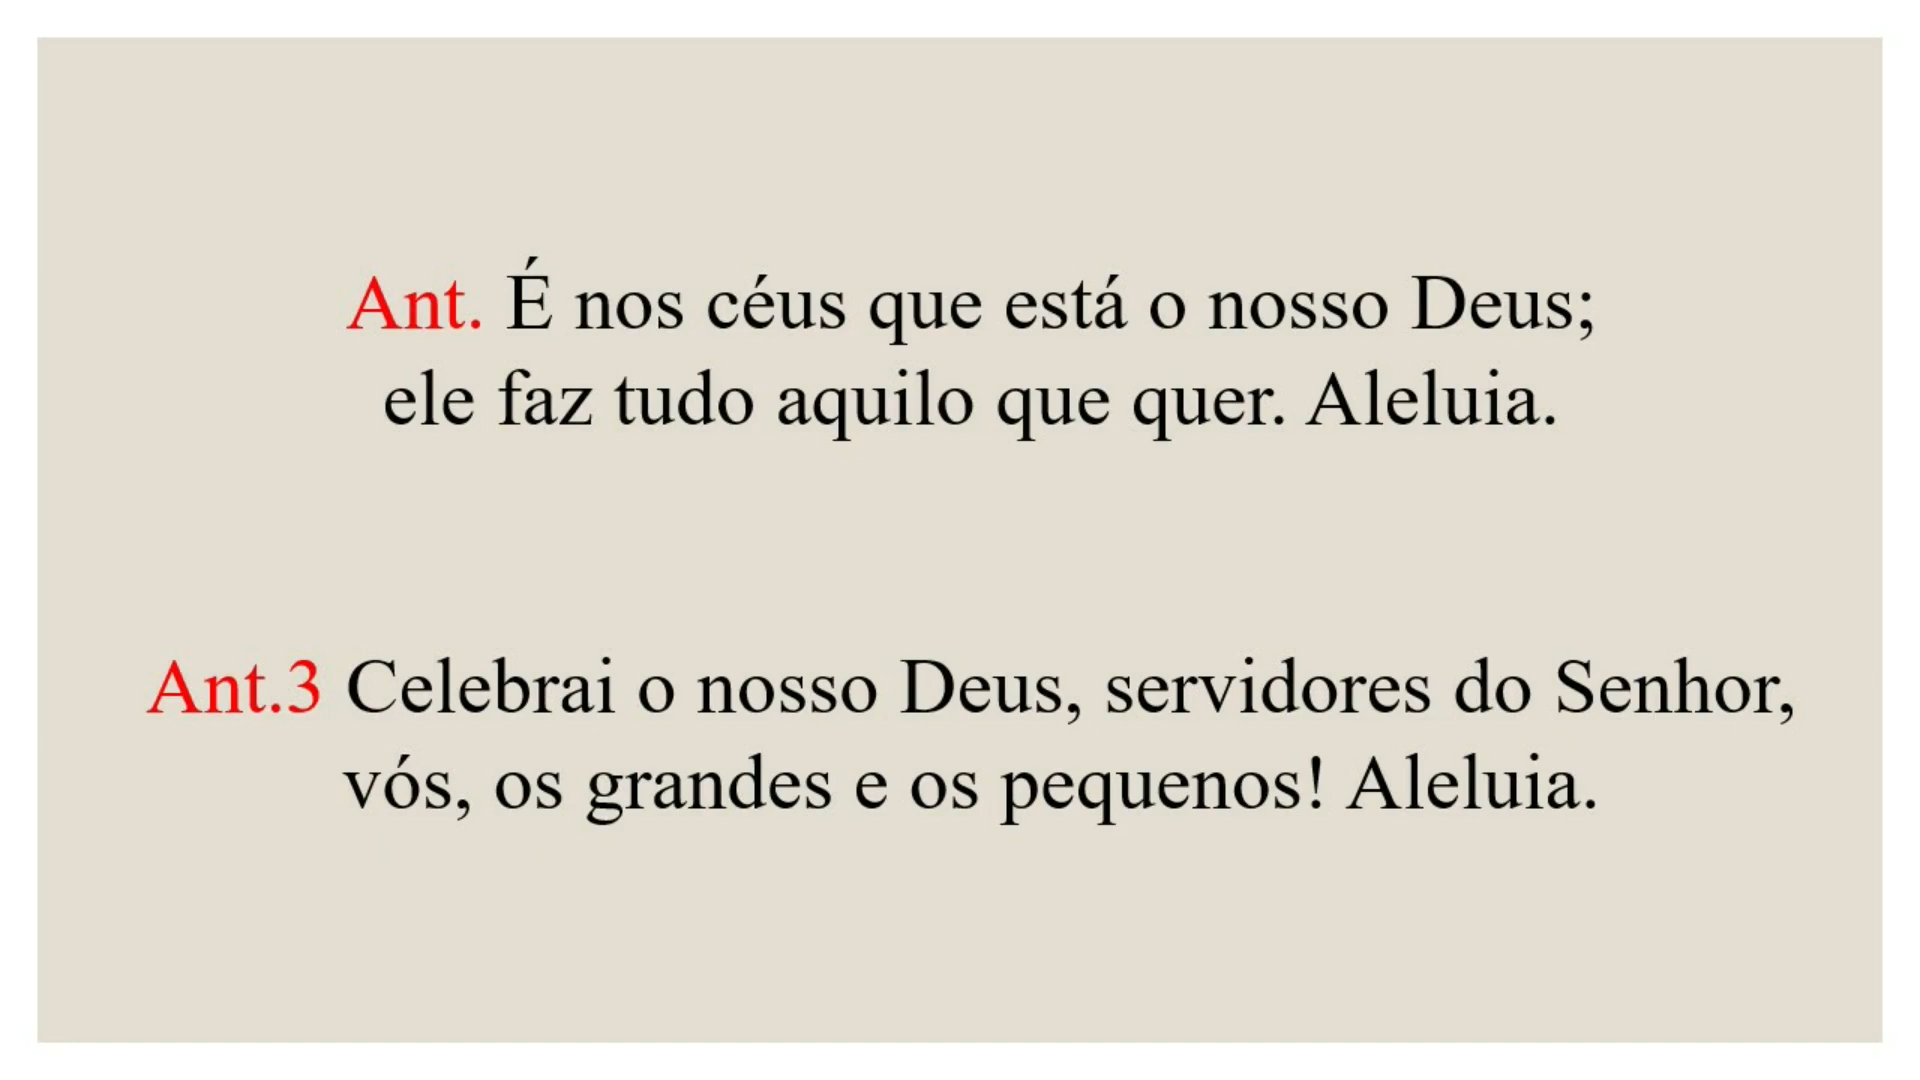 Ant. É nos céus que está o nosso Deus;
ele faz tudo aquilo que quer. Aleluia.
Ant.3 Celebrai o nosso Deus, servidores do Senhor,
vós, os grandes e os pequenos! Aleluia.